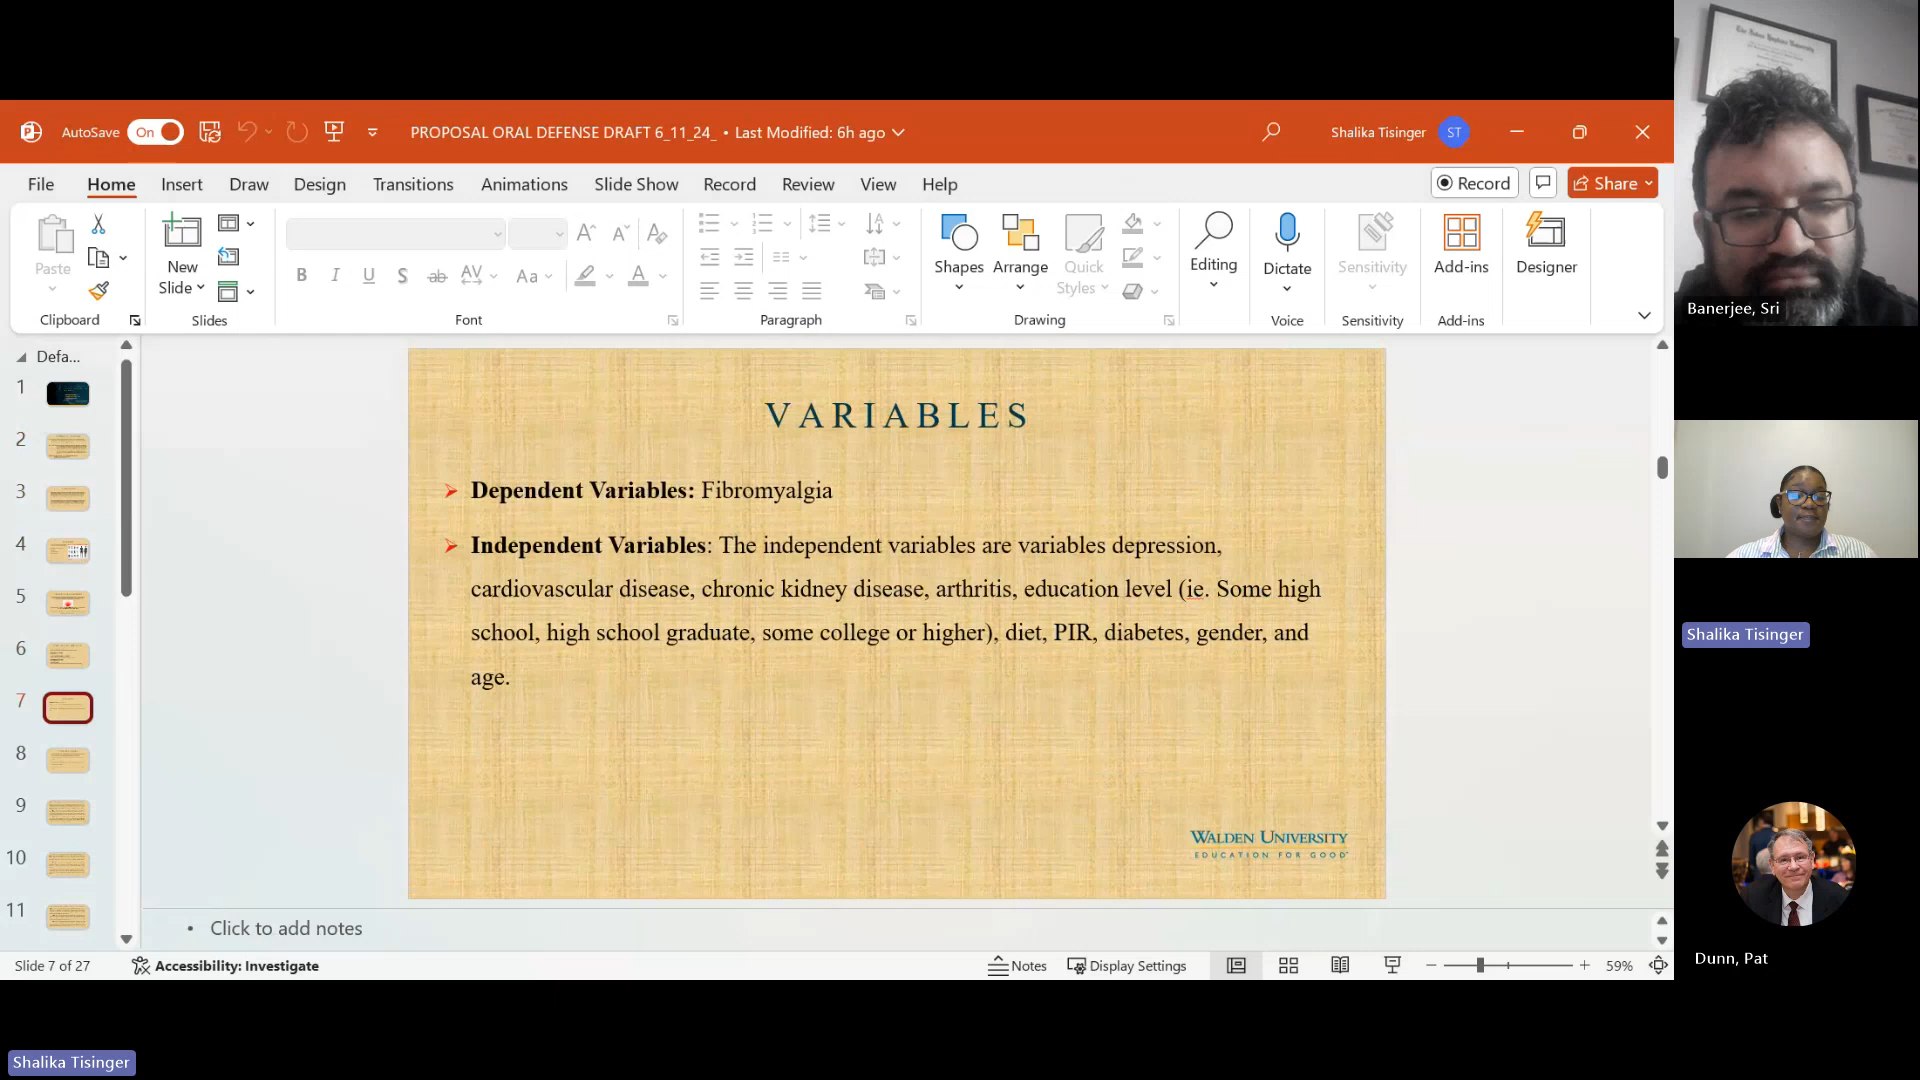 AutoSave On PROPOSAL ORAL DEFENSE DRAFT 6_11_24_ • Last Modified: 6h ago Shalika Tisinger ST
File Home Insert Draw Design Transitions Animations Slide Show Record Review View Help Record Share
Paste
New
Slide
Shapes
Arrange
Quick
Styles
Editing
Dictate
Sensitivity
Add-ins
Designer
Clipboard Slides Font Paragraph Drawing Voice Sensitivity Add-ins
Defa...
1
2
3
4
5
6
7
8
9
10
11
VARIABLES
Dependent Variables: Fibromyalgia
Independent Variables: The independent variables are variables depression,
cardiovascular disease, chronic kidney disease, arthritis, education level (ie. Some high
school, high school graduate, some college or higher), diet, PIR, diabetes, gender, and
age.
WALDEN UNIVERSITY
EDUCATION FOR GOOD
• Click to add notes
Slide 7 of 27 Accessibility: Investigate Notes Display Settings 59%
Banerjee, Sri
Shalika Tisinger
Dunn, Pat
Shalika Tisinger